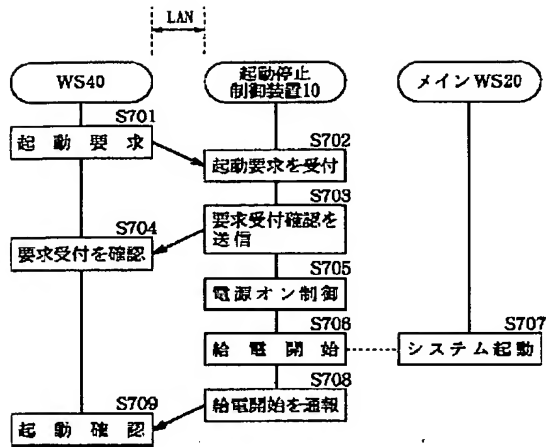 LAN
WS40
起動停止
制御装置10
メインWS20
S701
起動要求
S702
起動要求を受付
S703
要求受付確認を
送信
S704
要求受付を確認
S705
電源オン制御
S706
給電開始
S707
システム起動
S708
給電開始を通報
S709
起動確認